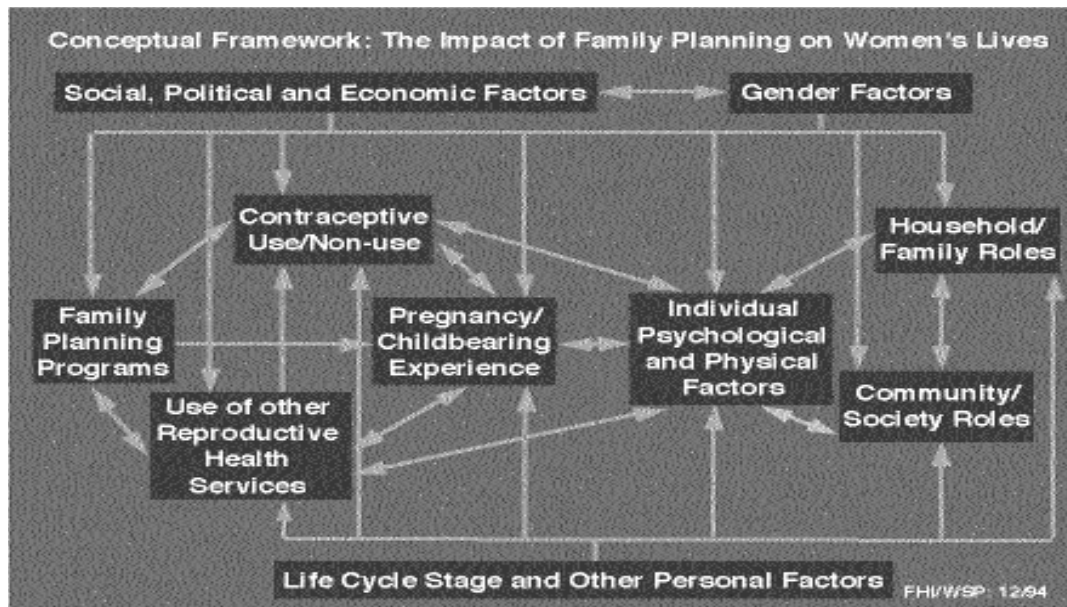 Conceptual Framework: The Impact of Family Planning on Women's Lives
Social, Political and Economic Factors
Gender Factors
Contraceptive
Use/Non-use
Household/
Family Roles
Family
Planning
Programs
Pregnancy/
Childbearing
Experience
Individual
Psychological
and Physical
Factors
Use of other
Reproductive
Health
Services
Community/
Society Roles
Life Cycle Stage and Other Personal Factors
FHI/WSP: 12/94